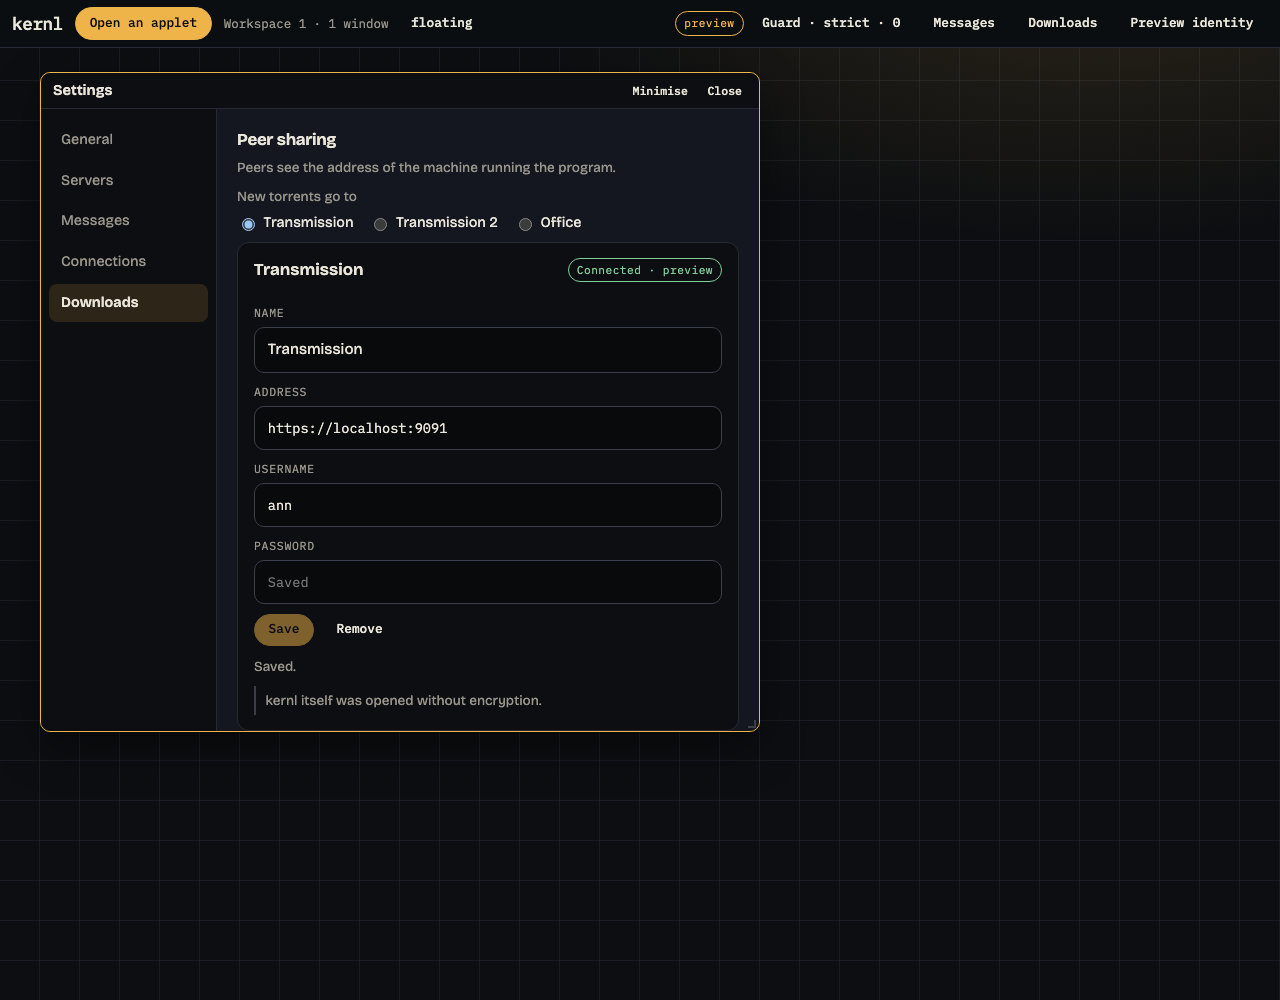 kernl Open an applet Workspace 1 · 1 window floating preview Guard · strict · 0 Messages Downloads Preview identity
Settings Minimise Close
General
Servers
Messages
Connections
Downloads
Peer sharing
Peers see the address of the machine running the program.
New torrents go to
Transmission Transmission 2 Office
Transmission Connected · preview
NAME
Transmission
ADDRESS
https://localhost:9091
USERNAME
ann
PASSWORD
Saved
Save Remove
Saved.
kernl itself was opened without encryption.